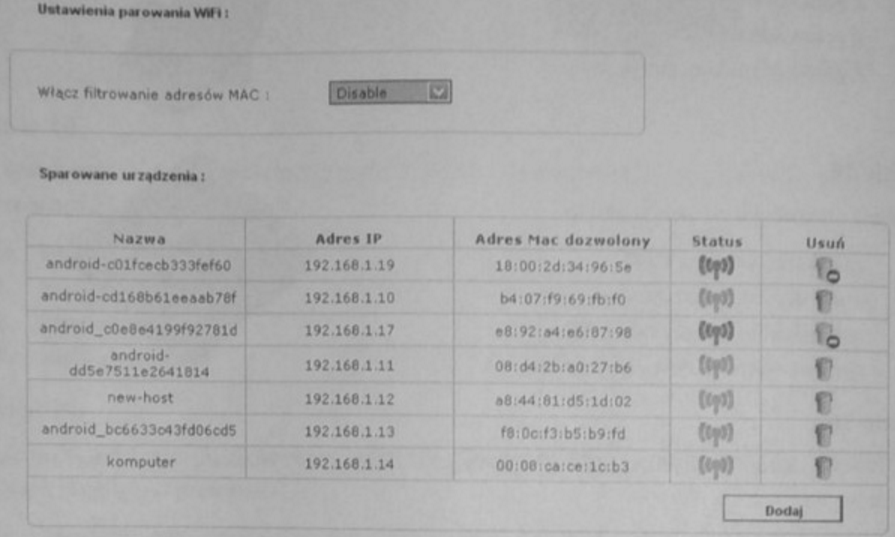 Ustawienia parowania WiFi :
Włącz filtrowanie adresów MAC : Disable
Sparowane urządzenia :
Nazwa Adres IP Adres Mac dozwolony Status Usuń
android-c01fcecb333fef60 192.168.1.19 18:00:2d:34:96:5e
android-cd168b61eeaab78f 192.168.1.10 b4:07:f9:69:fb:f0
android_c0e8e4199f92781d 192.168.1.17 e8:92:a4:e6:87:98
android-
dd5e7511e2641814 192.168.1.11 08:d4:2b:a0:27:b6
new-host 192.168.1.12 a8:44:81:d5:1d:02
android_bc6633c43fd06cd5 192.168.1.13 f8:0c:f3:b5:b9:fd
komputer 192.168.1.14 00:08:ca:ce:1c:b3
Dodaj